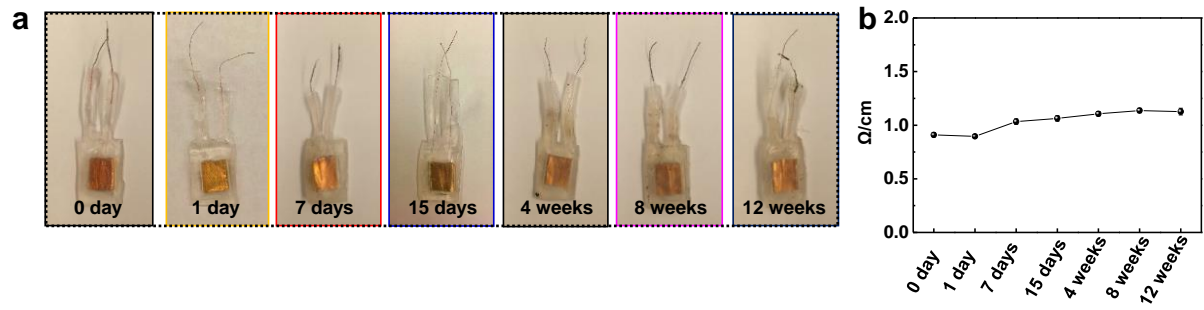 a
0 day
1 day
7 days
15 days
4 weeks
8 weeks
12 weeks
b
Ω/cm
2.0
1.5
1.0
0.5
0.0
0 day
1 day
7 days
15 days
4 weeks
8 weeks
12 weeks